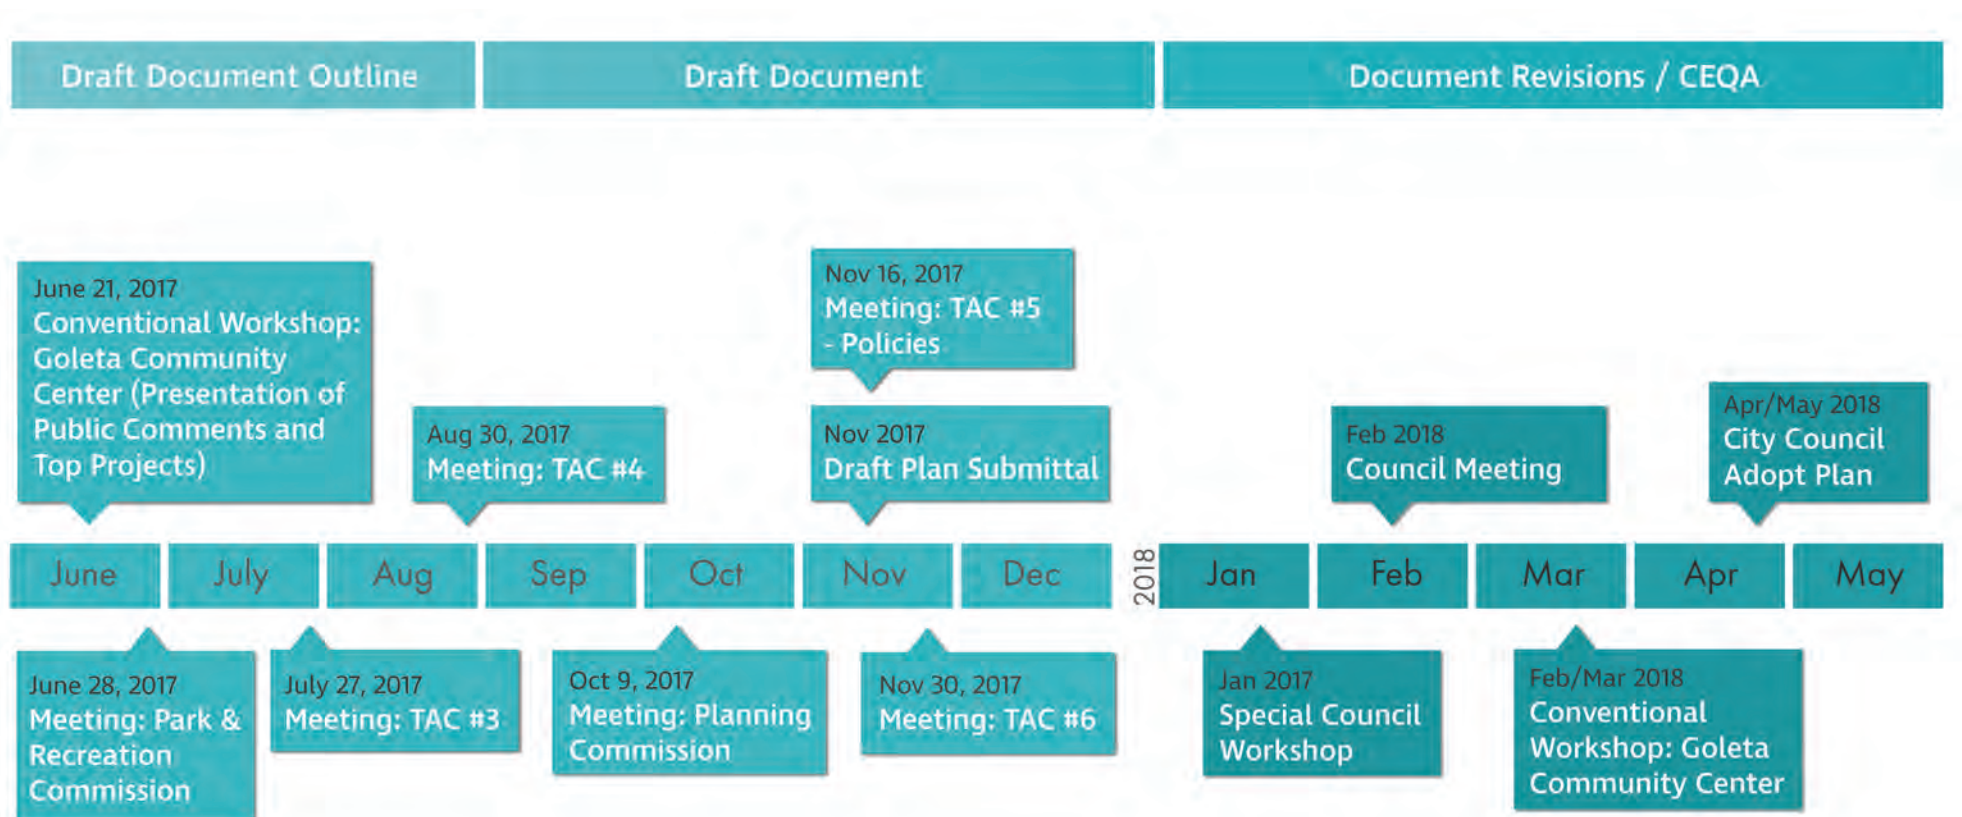 Draft Document Outline
Draft Document
Document Revisions / CEQA
June 21, 2017
Conventional Workshop:
Goleta Community
Center (Presentation of
Public Comments and
Top Projects)
Aug 30, 2017
Meeting: TAC #4
Nov 16, 2017
Meeting: TAC #5
- Policies
Nov 2017
Draft Plan Submittal
Feb 2018
Council Meeting
Apr/May 2018
City Council
Adopt Plan
June
July
Aug
Sep
Oct
Nov
Dec
2018
Jan
Feb
Mar
Apr
May
June 28, 2017
Meeting: Park &
Recreation
Commission
July 27, 2017
Meeting: TAC #3
Oct 9, 2017
Meeting: Planning
Commission
Nov 30, 2017
Meeting: TAC #6
Jan 2017
Special Council
Workshop
Feb/Mar 2018
Conventional
Workshop: Goleta
Community Center